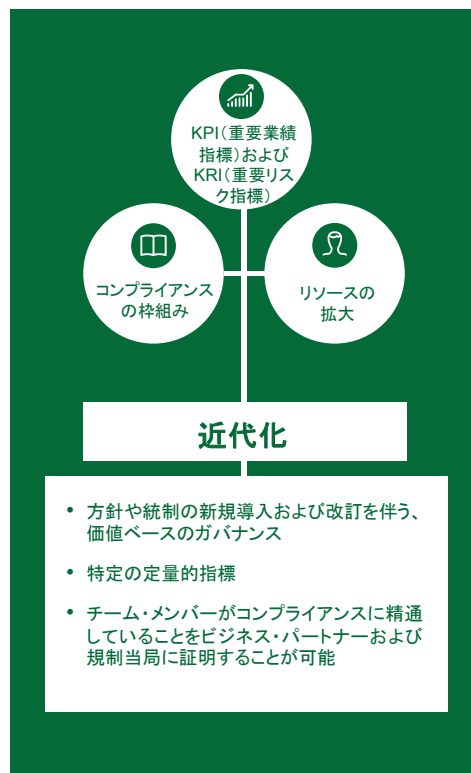 KPI(重要業績
指標)および
KRI(重要リス
ク指標)
コンプライアンス
の枠組み
リソースの
拡大
近代化
• 方針や統制の新規導入および改訂を伴う、
価値ベースのガバナンス
• 特定の定量的指標
• チーム・メンバーがコンプライアンスに精通
していることをビジネス・パートナーおよび
規制当局に証明することが可能